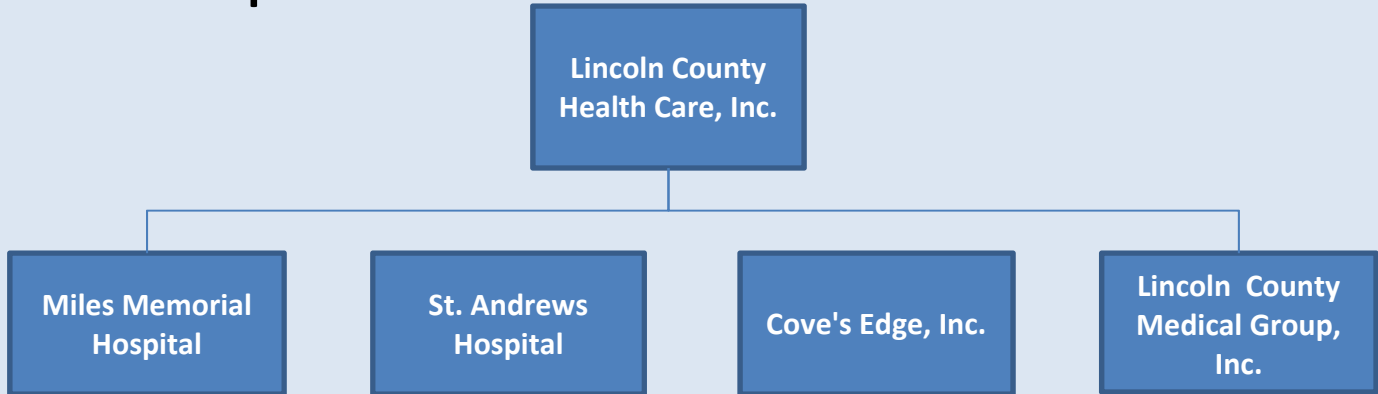 Lincoln County
Health Care, Inc.
Miles Memorial
Hospital
St. Andrews
Hospital
Cove's Edge, Inc.
Lincoln  County
Medical Group,
Inc.